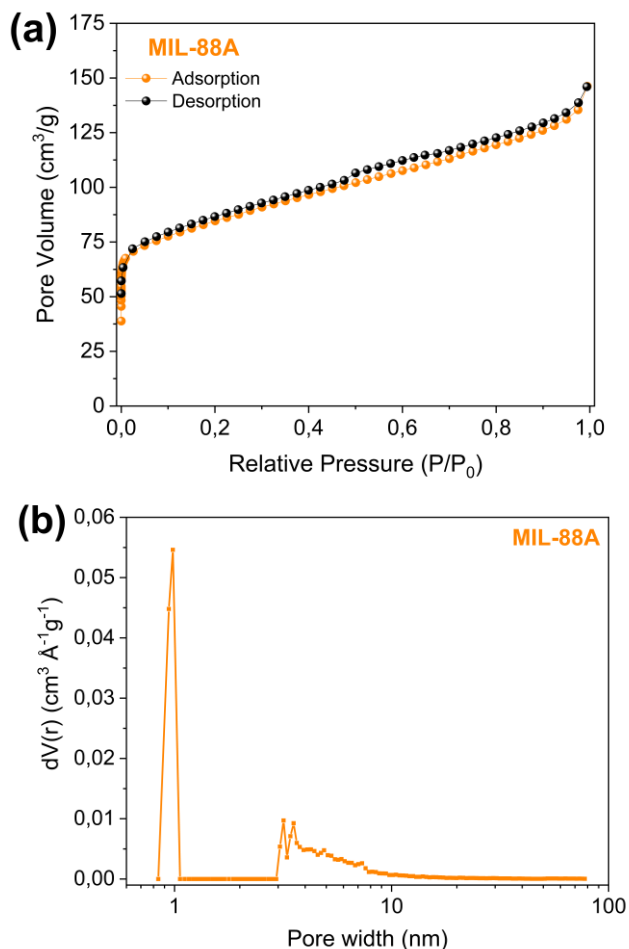 (a)
MIL-88A
Adsorption
Desorption
Pore Volume (cm³/g)
175
150
125
100
75
50
25
0
0,0 0,2 0,4 0,6 0,8 1,0
Relative Pressure (P/P₀)
(b)
MIL-88A
dV(r) (cm³ Å⁻¹g⁻¹)
0,06
0,05
0,04
0,03
0,02
0,01
0,00
1 10 100
Pore width (nm)